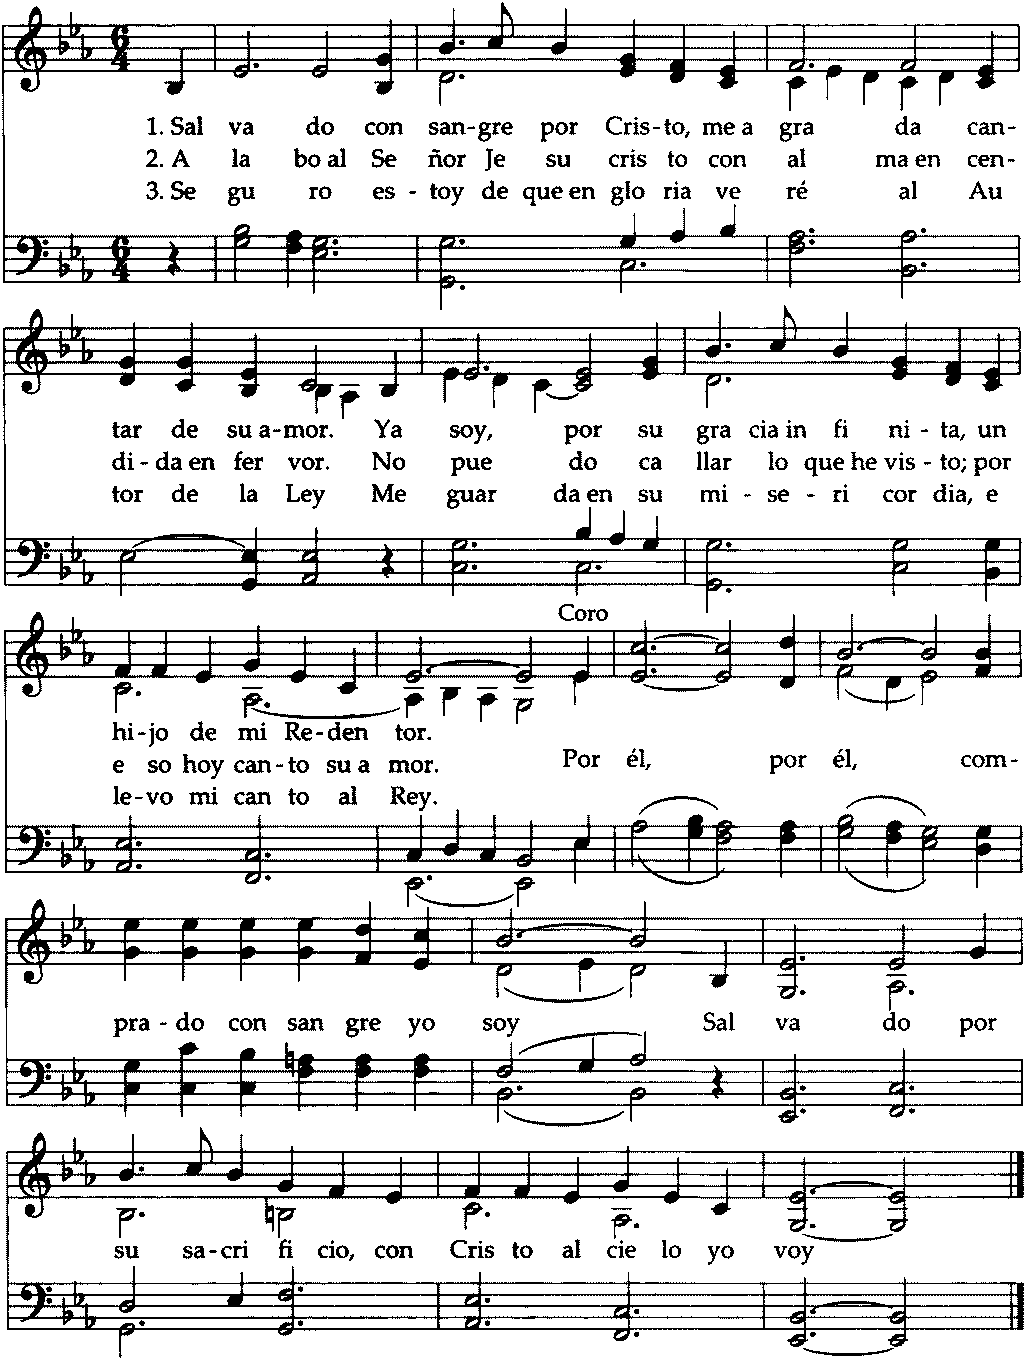 1. Sal va do con san-gre por Cris-to, me a gra da can-
2. A la bo al Se ñor Je su cris to con al ma en cen-
3. Se gu ro es - toy de que en glo ria ve ré al Au
tar de su a-mor. Ya soy, por su gra cia in fi ni - ta, un
di - da en fer vor. No pue do ca llar lo que he vis - to; por
tor de la Ley Me guar da en su mi - se - ri cor dia, e
Coro
hi-jo de mi Re-den tor.
e so hoy can-to su a mor. Por él, por él, com-
le-vo mi can to al Rey.
pra - do con san gre yo soy Sal va do por
su sa-cri fi cio, con Cris to al cie lo yo voy